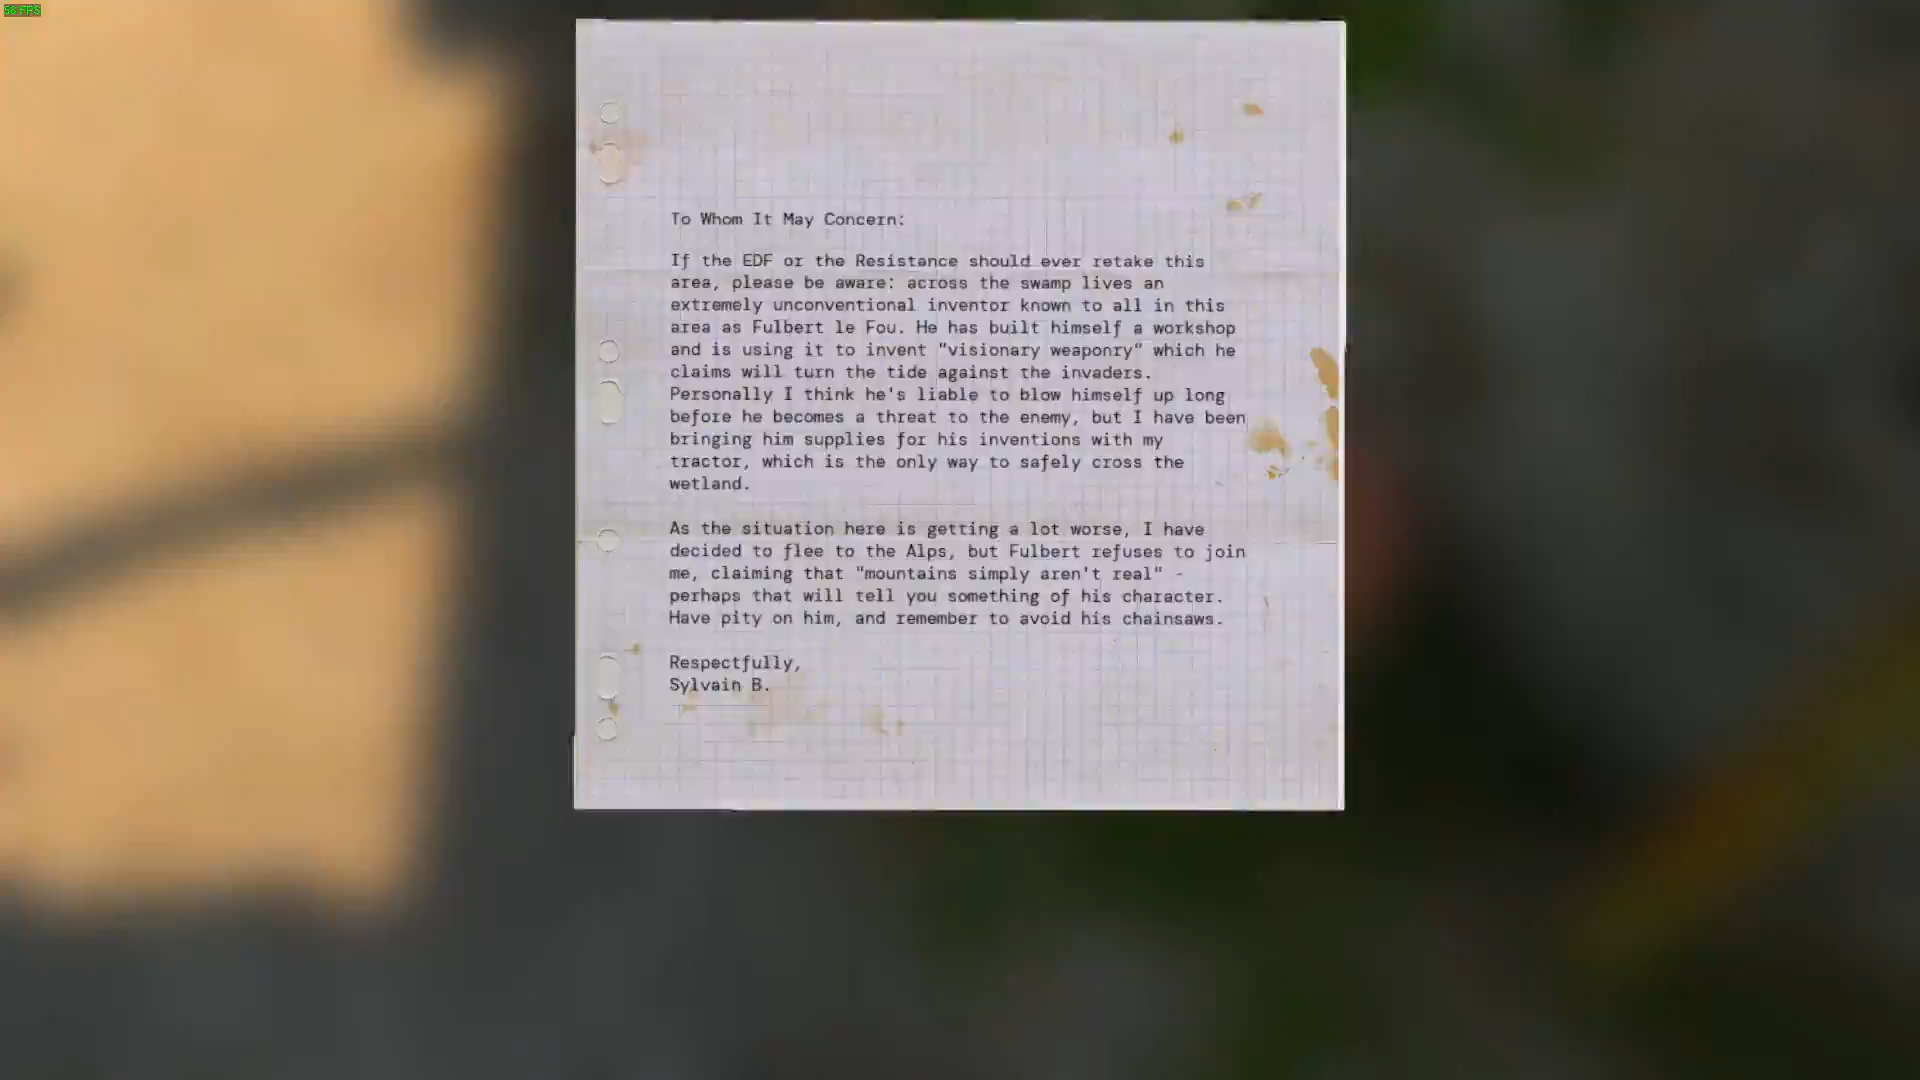 56 FPS
To Whom It May Concern:
If the EDF or the Resistance should ever retake this
area, please be aware: across the swamp lives an
extremely unconventional inventor known to all in this
area as Fulbert le Fou. He has built himself a workshop
and is using it to invent "visionary weaponry" which he
claims will turn the tide against the invaders.
Personally I think he's liable to blow himself up long
before he becomes a threat to the enemy, but I have been
bringing him supplies for his inventions with my
tractor, which is the only way to safely cross the
wetland.
As the situation here is getting a lot worse, I have
decided to flee to the Alps, but Fulbert refuses to join
me, claiming that "mountains simply aren't real" -
perhaps that will tell you something of his character.
Have pity on him, and remember to avoid his chainsaws.
Respectfully,
Sylvain B.